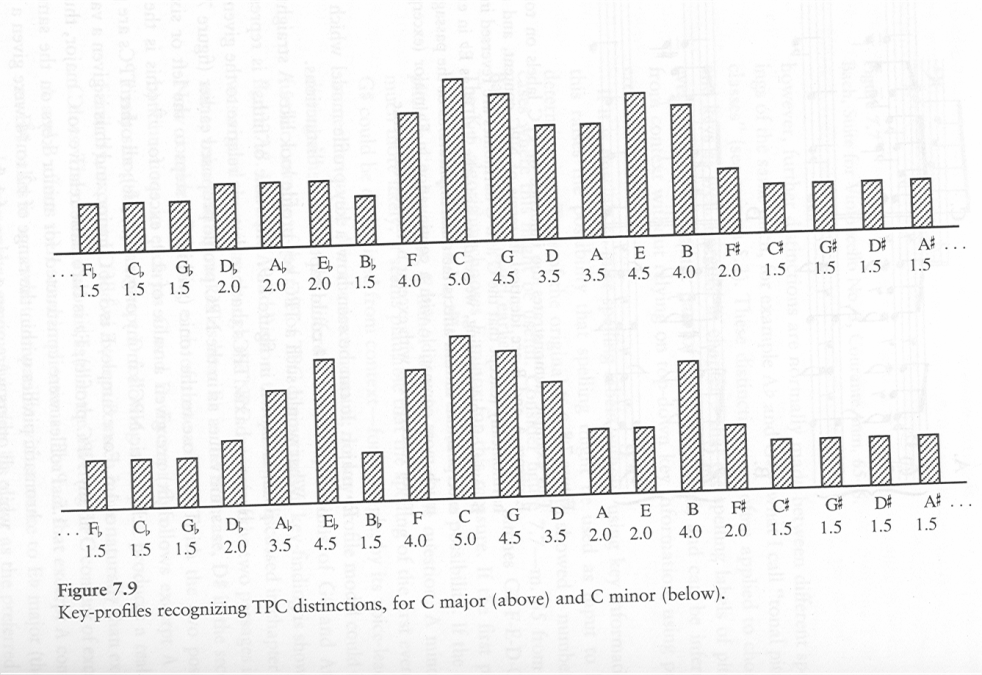 ... F♭ C♭ G♭ D♭ A♭ E♭ B♭ F C G D A E B F♯ C♯ G♯ D♯ A♯ ...
1.5 1.5 1.5 2.0 2.0 2.0 1.5 4.0 5.0 4.5 3.5 3.5 4.5 4.0 2.0 1.5 1.5 1.5 1.5
... F♭ C♭ G♭ D♭ A♭ E♭ B♭ F C G D A E B F♯ C♯ G♯ D♯ A♯ ...
1.5 1.5 1.5 2.0 3.5 4.5 1.5 4.0 5.0 4.5 3.5 2.0 2.0 4.0 2.0 1.5 1.5 1.5 1.5
Figure 7.9
Key-profiles recognizing TPC distinctions, for C major (above) and C minor (below).